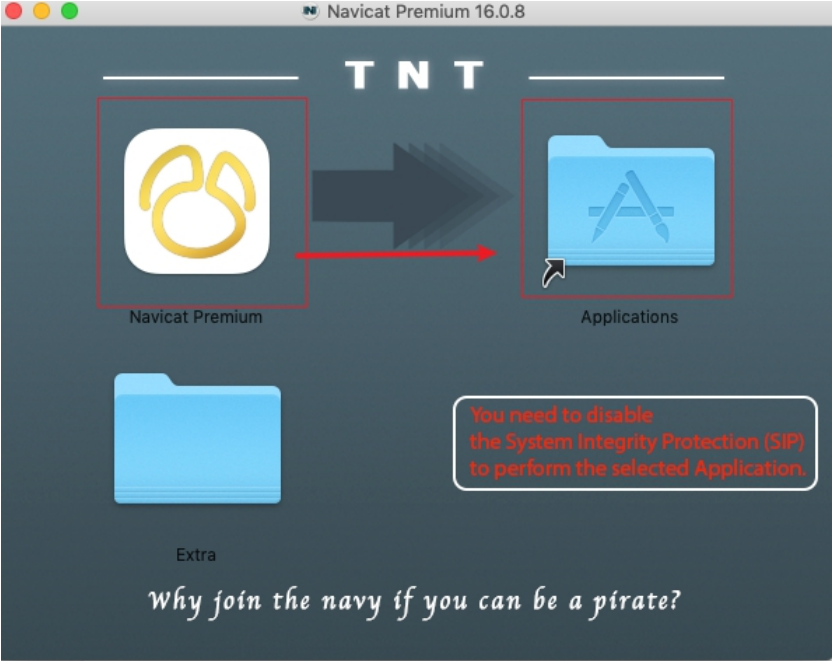 Navicat Premium 16.0.8
TNT
Navicat Premium
Applications
You need to disable
the System Integrity Protection (SIP)
to perform the selected Application.
Extra
Why join the navy if you can be a pirate?